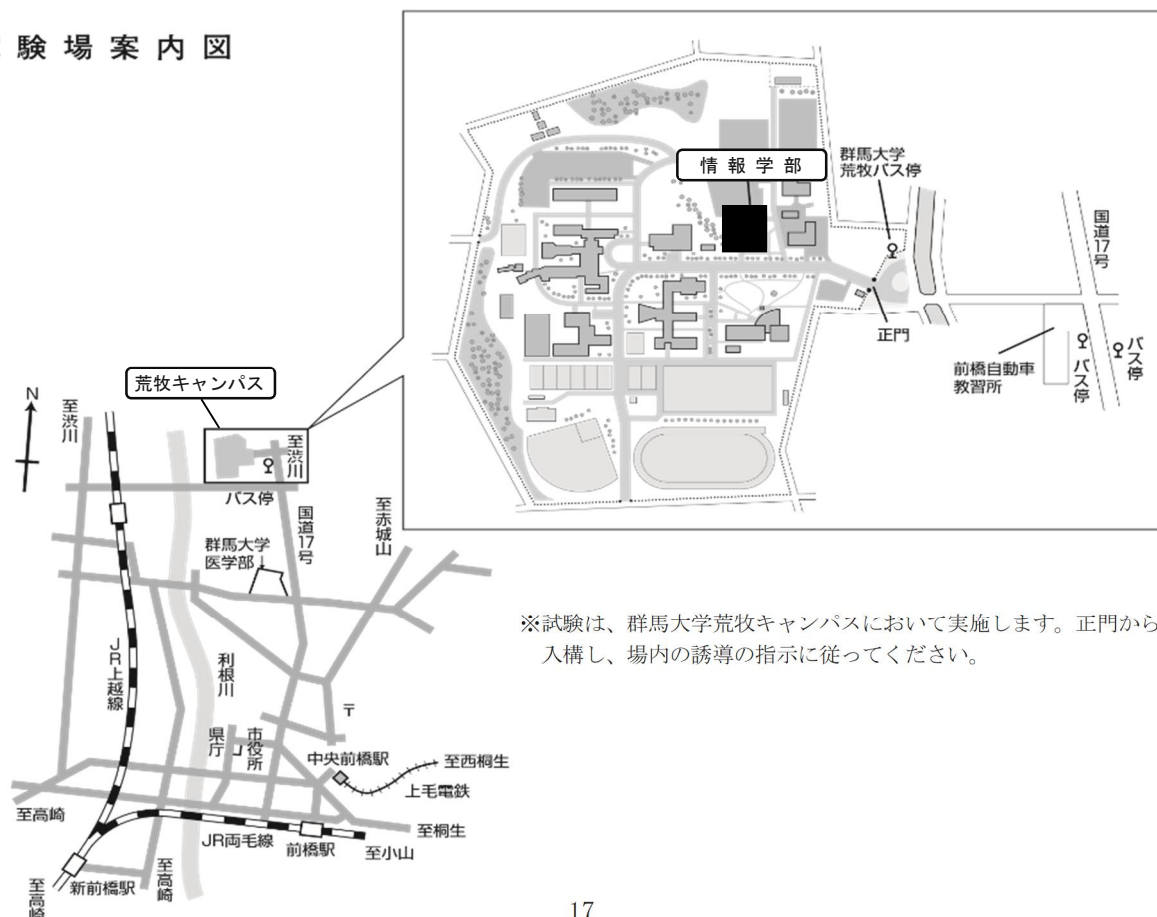 験場案内図
情報学部
群馬大学
荒牧バス停
国道17号
正門
前橋自動車
教習所
バス停
バス停
荒牧キャンパス
N
至渋川
至渋川
バス停
国道17号
至赤城山
群馬大学
医学部
※試験は、群馬大学荒牧キャンパスにおいて実施します。正門から
入構し、場内の誘導の指示に従ってください。
JR上越線
利根川
〒
県庁
市役所
中央前橋駅
至西桐生
上毛電鉄
至高崎
至桐生
JR両毛線
前橋駅
至小山
新前橋駅
至高崎
至高崎
17